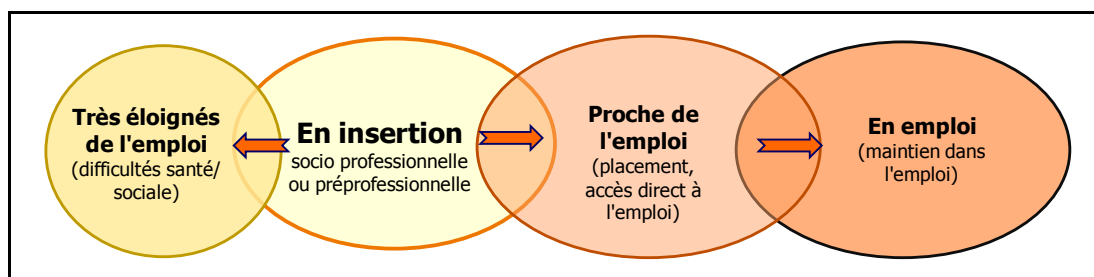 Très éloignés
de l'emploi
(difficultés santé/
sociale)
En insertion
socio professionnelle
ou préprofessionnelle
Proche de
l'emploi
(placement,
accès direct à
l'emploi)
En emploi
(maintien dans
l'emploi)